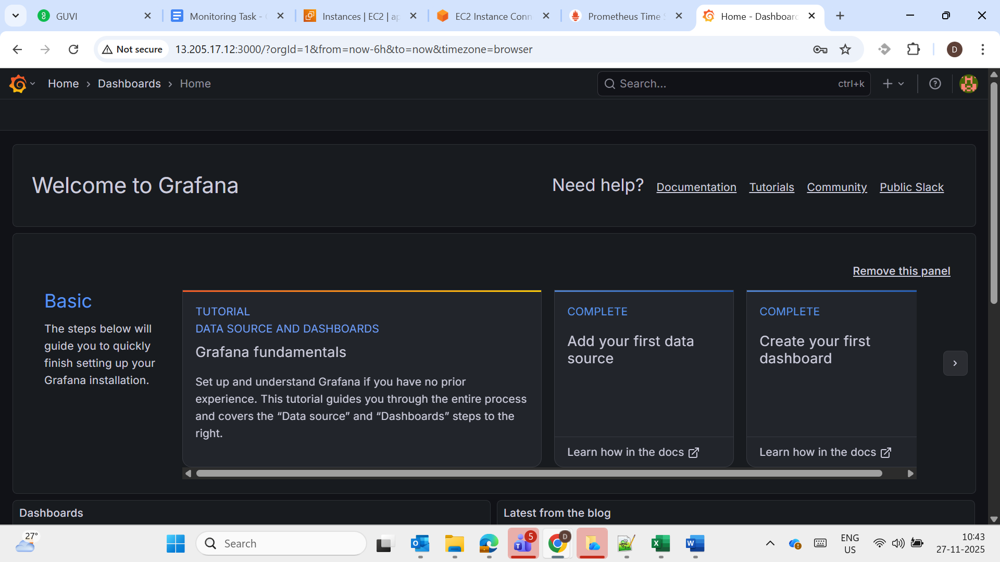 GUVI
Monitoring Task -
Instances | EC2 | ap
EC2 Instance Conn
Prometheus Time S
Home - Dashboard
Not secure
13.205.17.12:3000/?orgId=1&from=now-6h&to=now&timezone=browser
D
Home › Dashboards › Home
Search...
ctrl+k
Welcome to Grafana
Need help?
Documentation
Tutorials
Community
Public Slack
Remove this panel
Basic
The steps below will
guide you to quickly
finish setting up your
Grafana installation.
TUTORIAL
DATA SOURCE AND DASHBOARDS
Grafana fundamentals
Set up and understand Grafana if you have no prior
experience. This tutorial guides you through the entire process
and covers the “Data source” and “Dashboards” steps to the
right.
COMPLETE
Add your first data
source
Learn how in the docs
COMPLETE
Create your first
dashboard
Learn how in the docs
Dashboards
Latest from the blog
27°
Search
5
D
ENG
US
10:43
27-11-2025